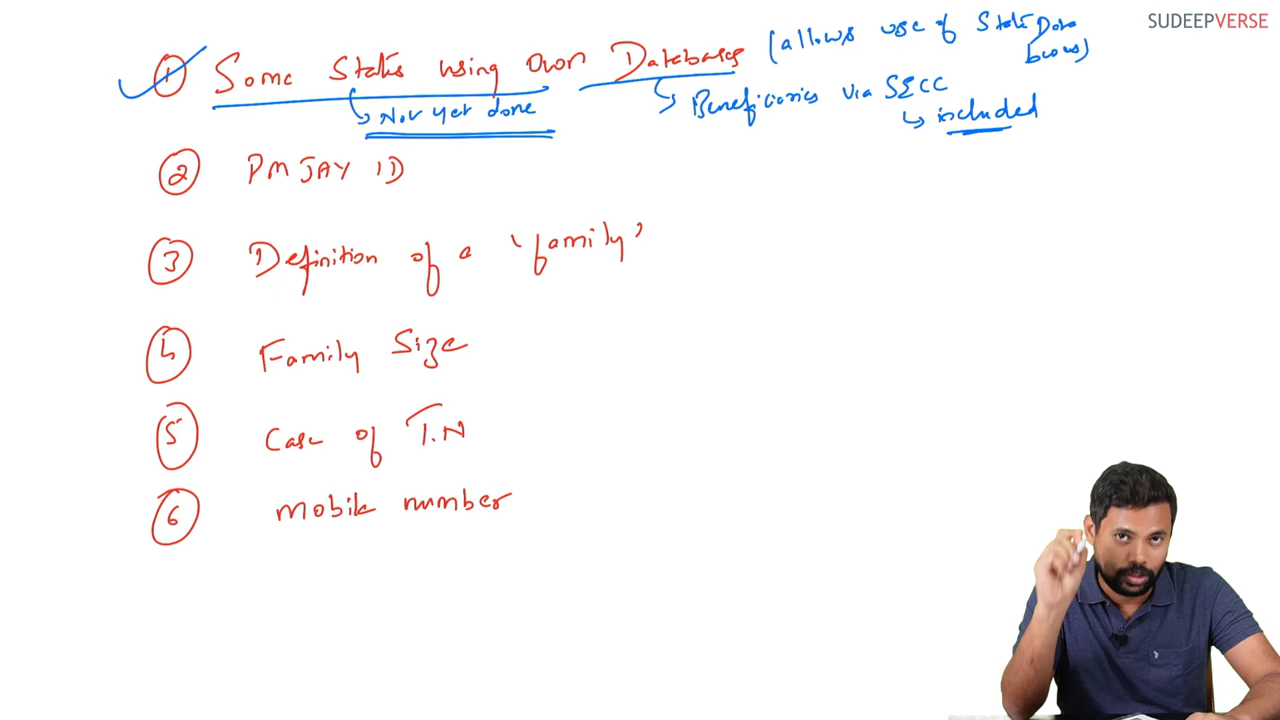 SUDEEPVERSE
① Some States using Own Databases (allows use of State Data bases)
↳ Not yet done
↳ Beneficiaries via SECC
↳ included
② PMJAY ID
③ Definition of a 'family'
④ Family Size
⑤ Case of T.N
⑥ Mobile number